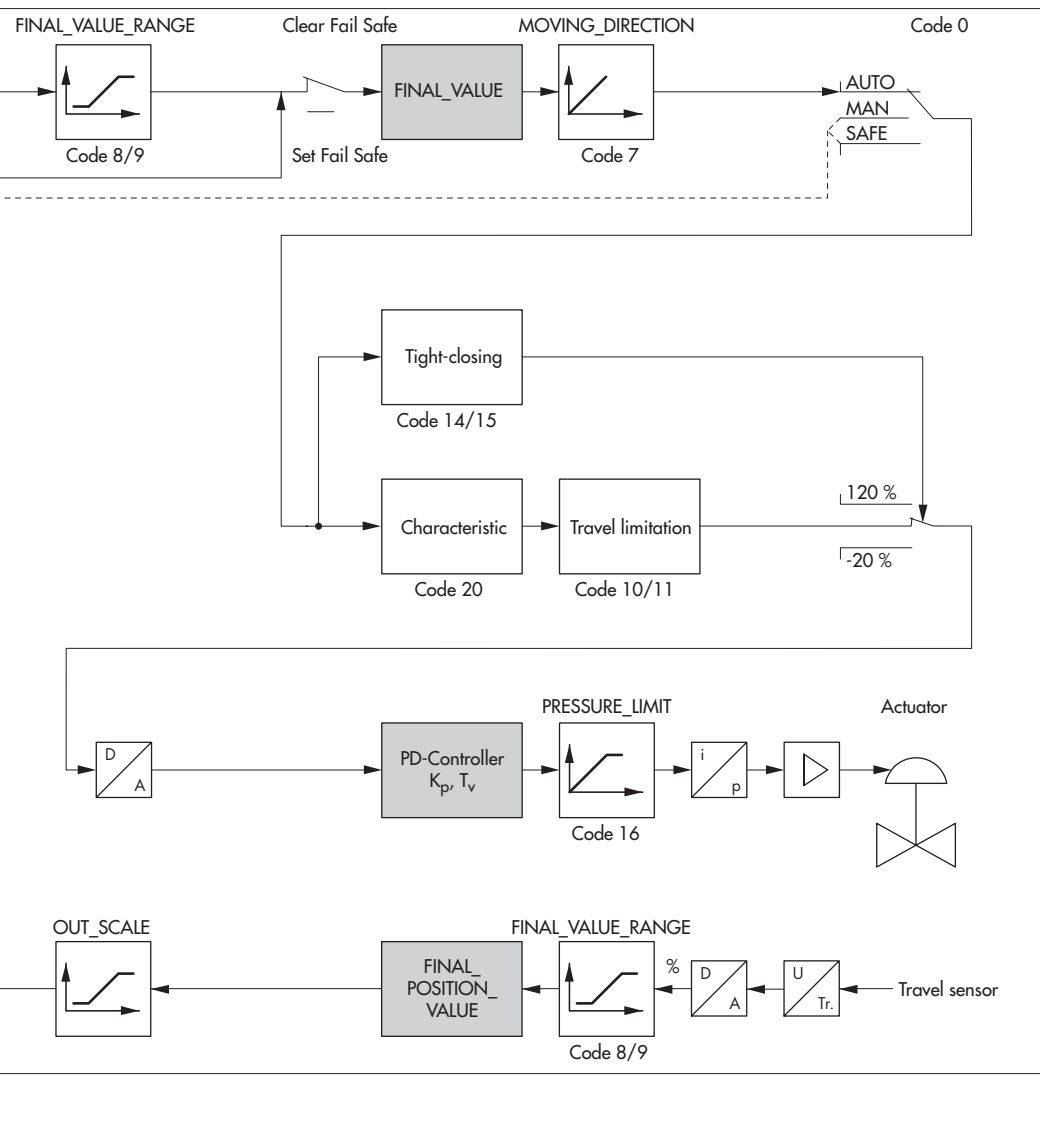 FINAL_VALUE_RANGE
Clear Fail Safe
MOVING_DIRECTION
Code 0
FINAL_VALUE
AUTO
MAN
SAFE
Code 8/9
Set Fail Safe
Code 7
Tight-closing
Code 14/15
120 %
Characteristic
Travel limitation
-20 %
Code 20
Code 10/11
PRESSURE_LIMIT
Actuator
D
A
PD-Controller
Kp, Tv
i
p
Code 16
OUT_SCALE
FINAL_VALUE_RANGE
FINAL_
POSITION_
VALUE
%
D
A
U
Tr.
Travel sensor
Code 8/9